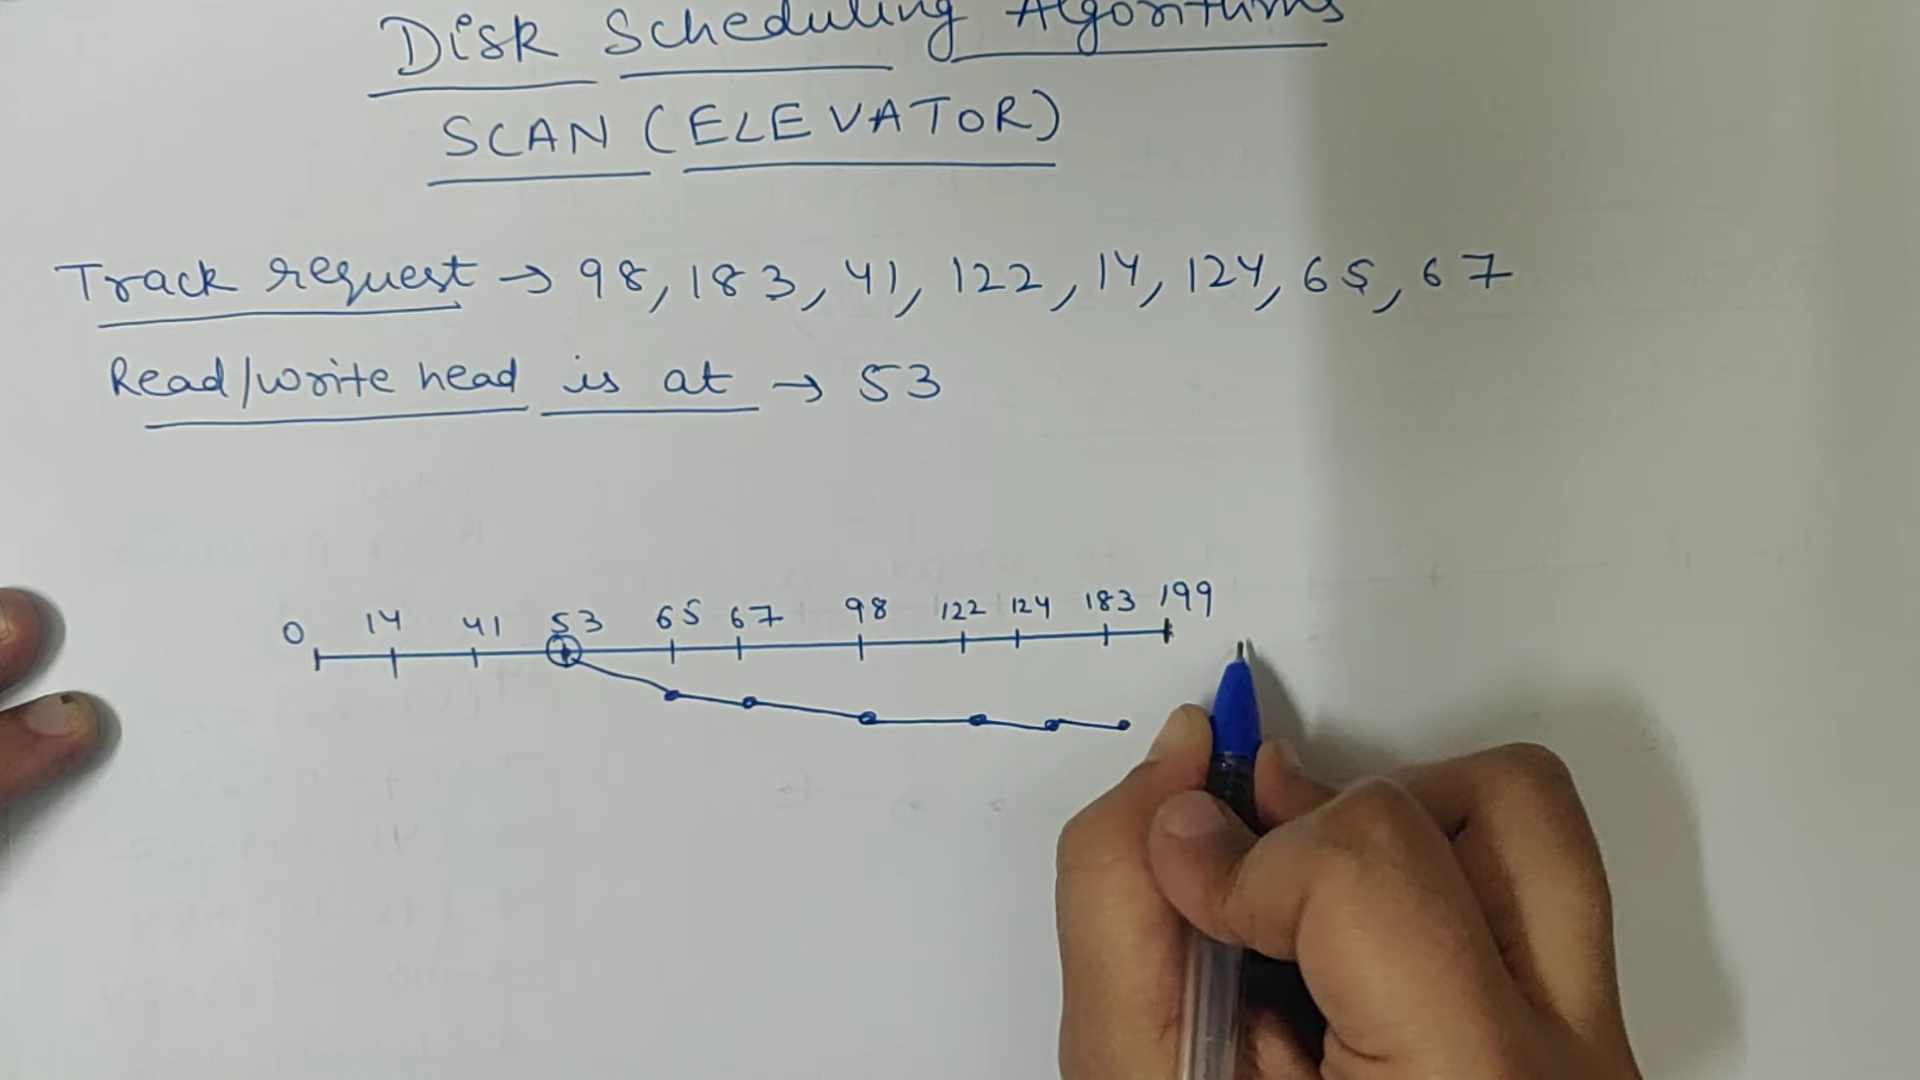 Disk Scheduling Algorithms
SCAN (ELEVATOR)
Track request → 98, 183, 41, 122, 14, 124, 65, 67
Read/write head is at → 53
0 14 41 53 65 67 98 122 124 183 199